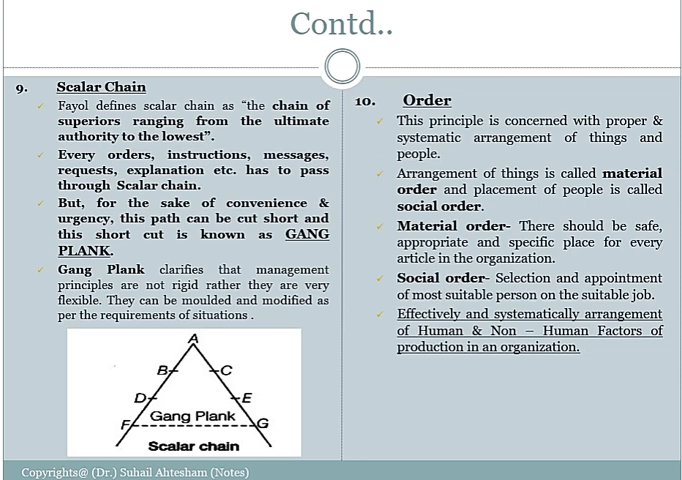 Contd..
9. Scalar Chain
✓ Fayol defines scalar chain as “the chain of
superiors ranging from the ultimate
authority to the lowest”.
✓ Every orders, instructions, messages,
requests, explanation etc. has to pass
through Scalar chain.
✓ But, for the sake of convenience &
urgency, this path can be cut short and
this short cut is known as GANG
PLANK.
✓ Gang Plank clarifies that management
principles are not rigid rather they are very
flexible. They can be moulded and modified as
per the requirements of situations .
A
B C
D E
F Gang Plank G
Scalar chain
10. Order
✓ This principle is concerned with proper &
systematic arrangement of things and
people.
✓ Arrangement of things is called material
order and placement of people is called
social order.
✓ Material order- There should be safe,
appropriate and specific place for every
article in the organization.
✓ Social order- Selection and appointment
of most suitable person on the suitable job.
✓ Effectively and systematically arrangement
of Human & Non – Human Factors of
production in an organization.
Copyrights@ (Dr.) Suhail Ahtesham (Notes)